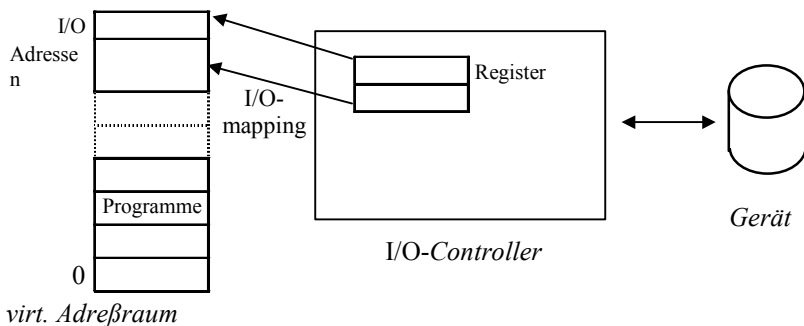 I/O
Adresse
n
I/O-
mapping
Programme
0
virt. Adreßraum
Register
I/O-Controller
Gerät